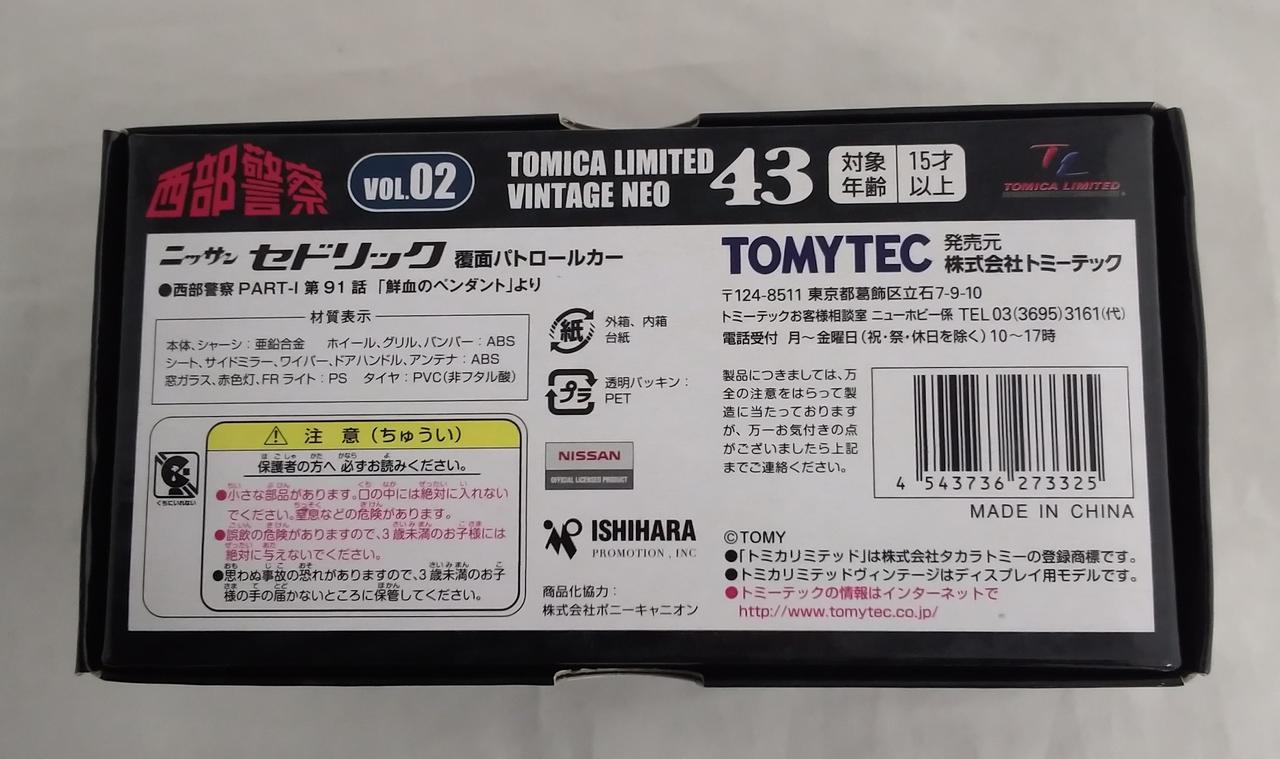 西部警察
VOL.02
TOMICA LIMITED
VINTAGE NEO
43
対象
年齢
15才
以上
TL
TOMICA LIMITED
ニッサン セドリック 覆面パトロールカー
●西部警察 PART-I 第91話 「鮮血のペンダント」より
材質表示
本体、シャーシ：亜鉛合金 ホイール、グリル、バンパー：ABS
シート、サイドミラー、ワイパー、ドアハンドル、アンテナ：ABS
窓ガラス、赤色灯、FRライト：PS タイヤ：PVC(非フタル酸)
くちにいれない
⚠ 注 意 (ちゅうい)
保護者の方へ 必ずお読みください。
●小さな部品があります。口の中には絶対に入れない
でください。窒息などの危険があります。
●誤飲の危険がありますので、3歳未満のお子様には
絶対に与えないでください。
●思わぬ事故の恐れがありますので、3歳未満のお子
様の手の届かないところに保管してください。
紙
外箱、内箱
台紙
プラ
透明パッキン：
PET
NISSAN
OFFICIAL LICENSED PRODUCT
ISHIHARA
PROMOTION , INC
商品化協力：
株式会社ポニーキャニオン
TOMYTEC
発売元
株式会社トミーテック
〒124-8511 東京都葛飾区立石7-9-10
トミーテックお客様相談室 ニューホビー係 TEL 03(3695)3161(代)
電話受付 月〜金曜日(祝・祭・休日を除く) 10〜17時
製品につきましては、万
全の注意をはらって製
造に当たっております
が、万一お気付きの点
がございましたら上記
までご連絡ください。
4 543736 273325
MADE IN CHINA
©TOMY
●「トミカリミテッド」は株式会社タカラトミーの登録商標です。
●トミカリミテッドヴィンテージはディスプレイ用モデルです。
●トミーテックの情報はインターネットで
http://www.tomytec.co.jp/